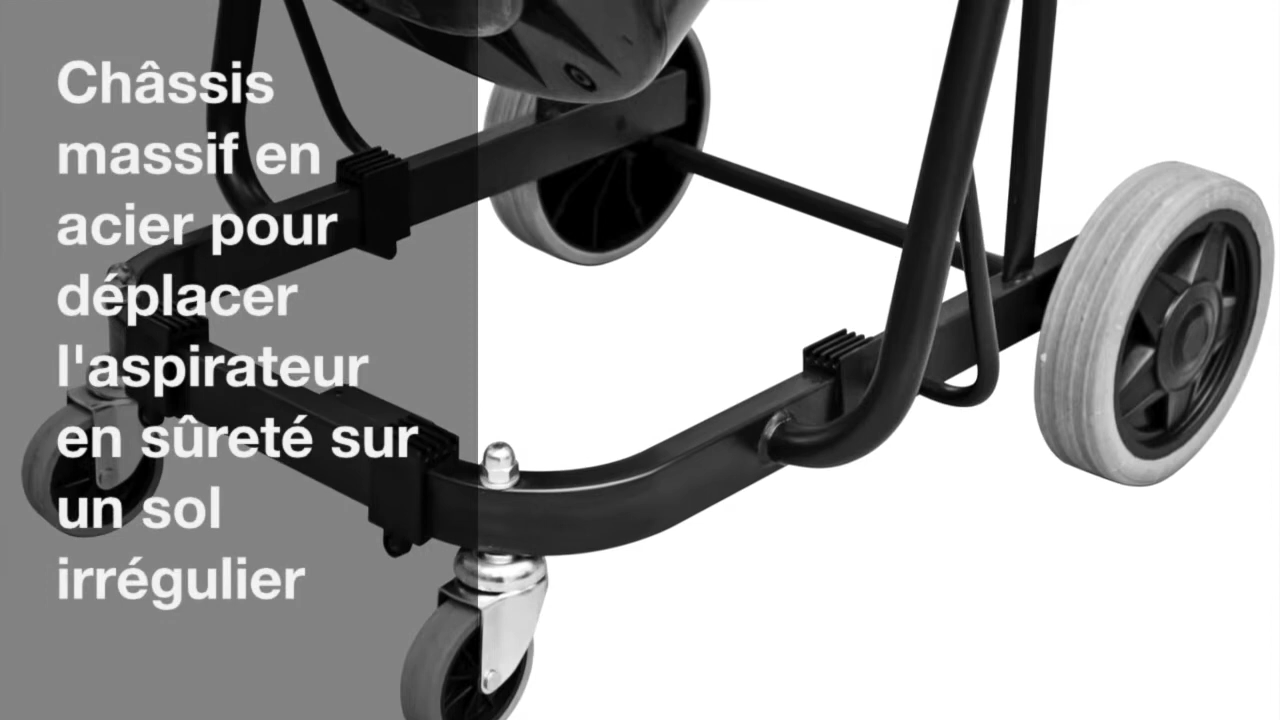 Châssis
massif en
acier pour
déplacer
l'aspirateur
en sûreté sur
un sol
irrégulier